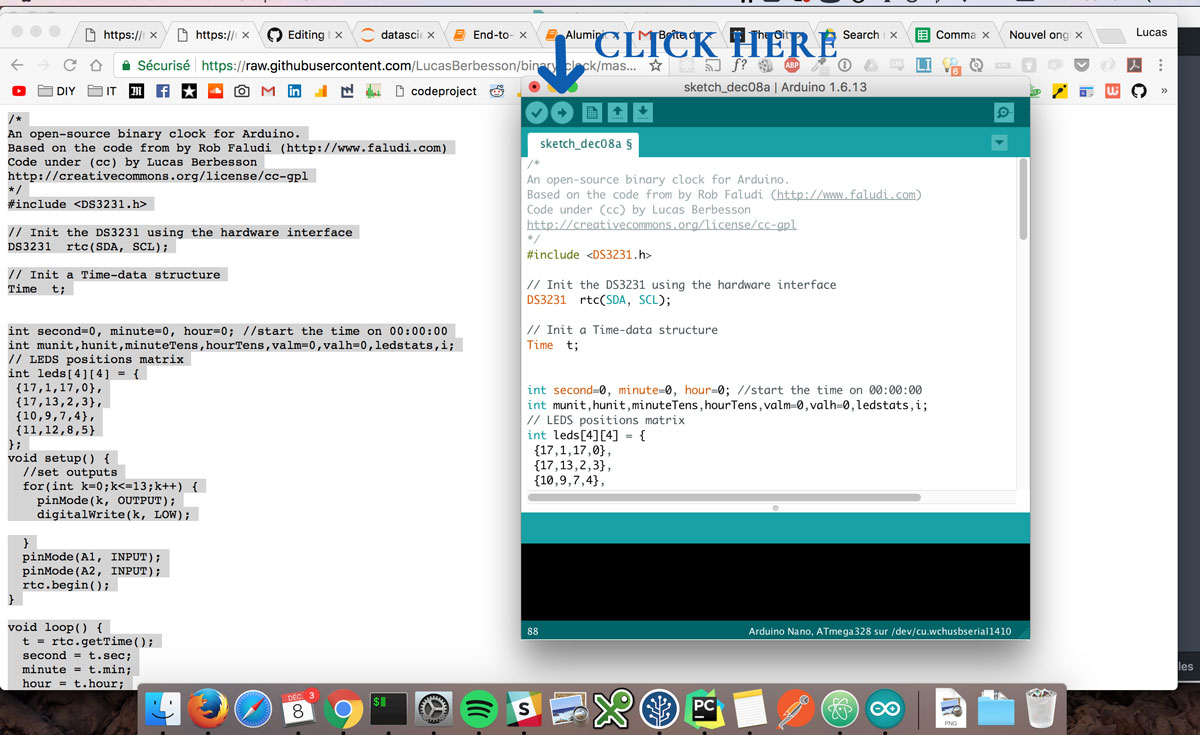 https://
https://
Editing
datascie
End-to-
Alumini
Boîte de
The City
Search
Comma
Nouvel ong
Lucas
CLICK HERE
Sécurisé
https://raw.githubusercontent.com/LucasBerbesson/binary_clock/mas...
f?
ABP
DIY
IT
codeproject
/*
An open-source binary clock for Arduino.
Based on the code from by Rob Faludi (http://www.faludi.com)
Code under (cc) by Lucas Berbesson
http://creativecommons.org/license/cc-gpl
*/
#include <DS3231.h>
// Init the DS3231 using the hardware interface
DS3231  rtc(SDA, SCL);
// Init a Time-data structure
Time  t;
int second=0, minute=0, hour=0; //start the time on 00:00:00
int munit,hunit,minuteTens,hourTens,valm=0,valh=0,ledstats,i;
// LEDS positions matrix
int leds[4][4] = {
{17,1,17,0},
{17,13,2,3},
{10,9,7,4},
{11,12,8,5}
};
void setup() {
//set outputs
for(int k=0;k<=13;k++) {
pinMode(k, OUTPUT);
digitalWrite(k, LOW);
}
pinMode(A1, INPUT);
pinMode(A2, INPUT);
rtc.begin();
}
void loop() {
t = rtc.getTime();
second = t.sec;
minute = t.min;
hour = t.hour;
sketch_dec08a | Arduino 1.6.13
sketch_dec08a §
/*
An open-source binary clock for Arduino.
Based on the code from by Rob Faludi (http://www.faludi.com)
Code under (cc) by Lucas Berbesson
http://creativecommons.org/license/cc-gpl
*/
#include <DS3231.h>
// Init the DS3231 using the hardware interface
DS3231  rtc(SDA, SCL);
// Init a Time-data structure
Time  t;
int second=0, minute=0, hour=0; //start the time on 00:00:00
int munit,hunit,minuteTens,hourTens,valm=0,valh=0,ledstats,i;
// LEDS positions matrix
int leds[4][4] = {
{17,1,17,0},
{17,13,2,3},
{10,9,7,4},
88
Arduino Nano, ATmega328 sur /dev/cu.wchusbserial1410
les
DÉC
8
3
$
S
PC
PNG